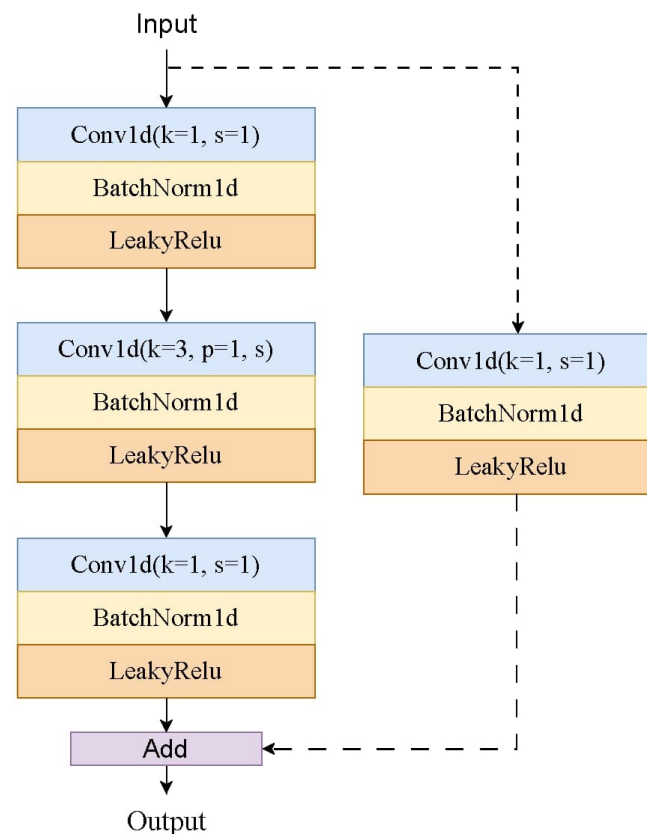 Input
Conv1d(k=1, s=1)
BatchNorm1d
LeakyRelu
Conv1d(k=3, p=1, s)
BatchNorm1d
LeakyRelu
Conv1d(k=1, s=1)
BatchNorm1d
LeakyRelu
Conv1d(k=1, s=1)
BatchNorm1d
LeakyRelu
Add
Output